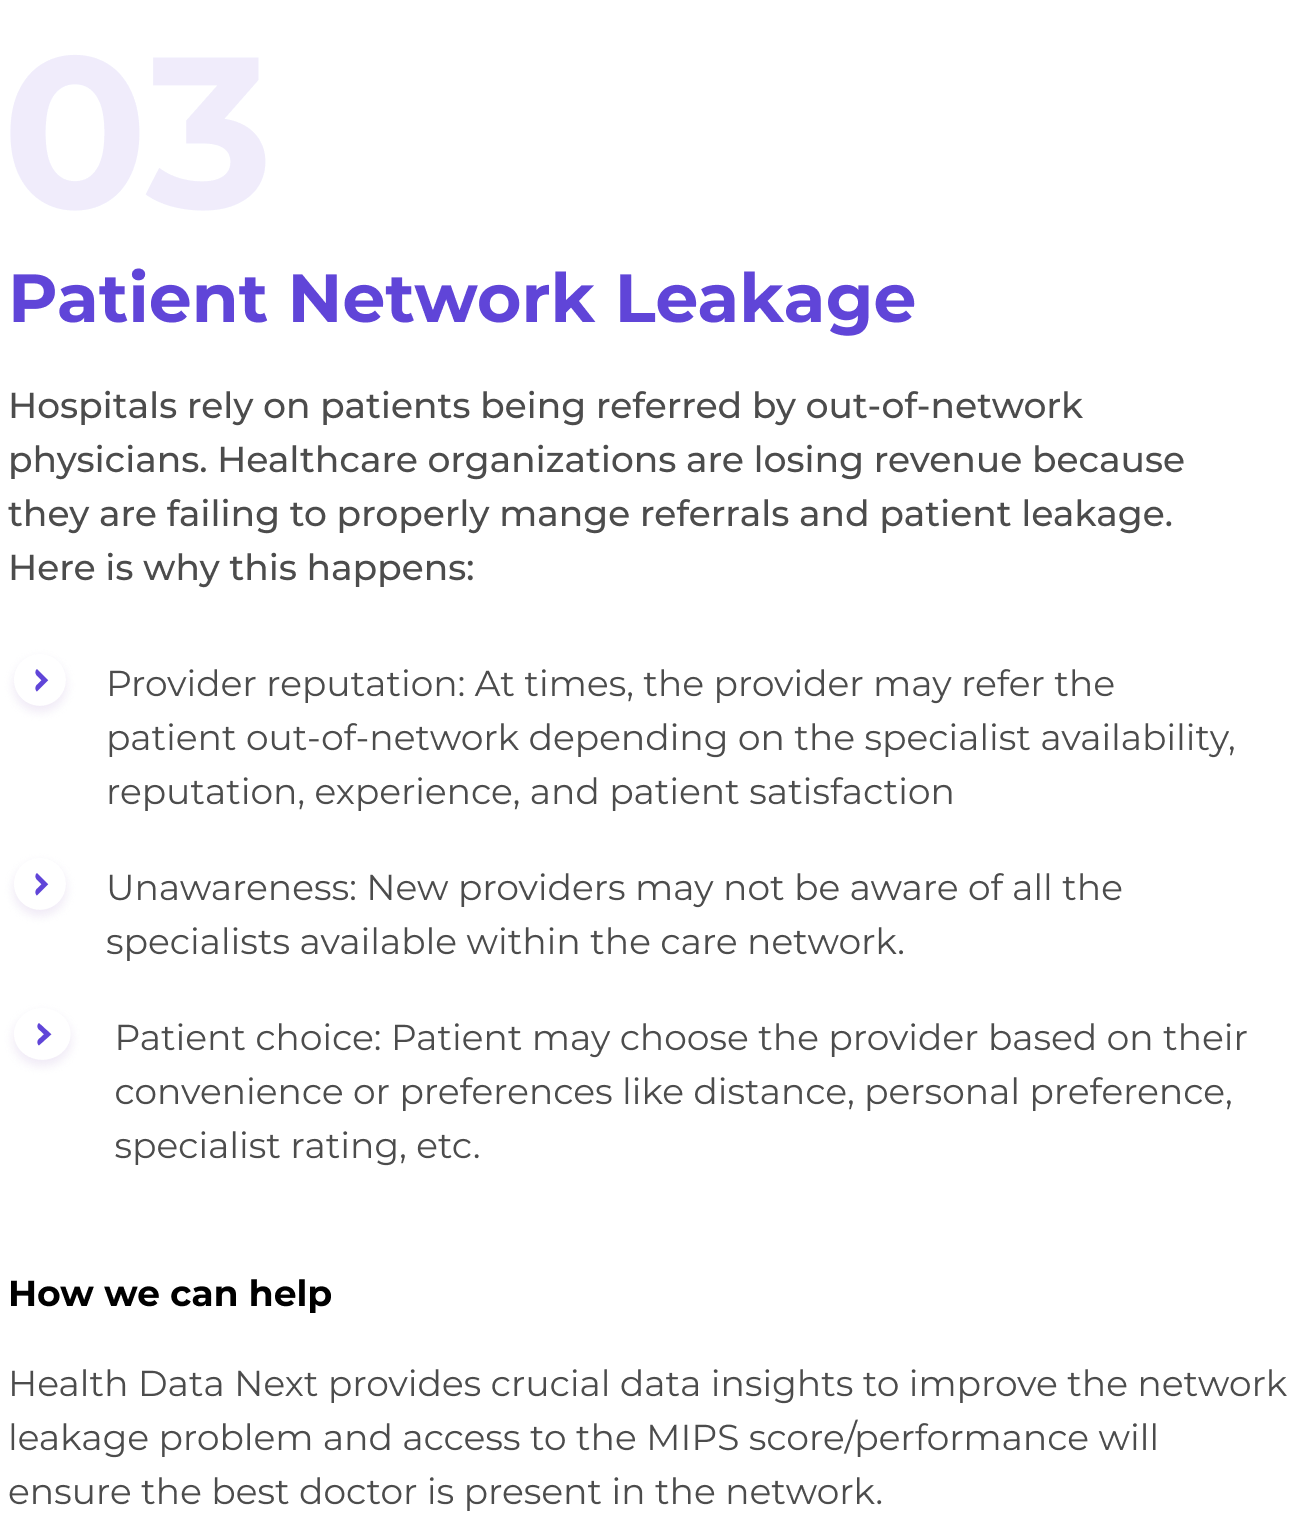 03
Patient Network Leakage
Hospitals rely on patients being referred by out-of-network
physicians. Healthcare organizations are losing revenue because
they are failing to properly mange referrals and patient leakage.
Here is why this happens:
Provider reputation: At times, the provider may refer the
patient out-of-network depending on the specialist availability,
reputation, experience, and patient satisfaction
Unawareness: New providers may not be aware of all the
specialists available within the care network.
Patient choice: Patient may choose the provider based on their
convenience or preferences like distance, personal preference,
specialist rating, etc.
How we can help
Health Data Next provides crucial data insights to improve the network
leakage problem and access to the MIPS score/performance will
ensure the best doctor is present in the network.